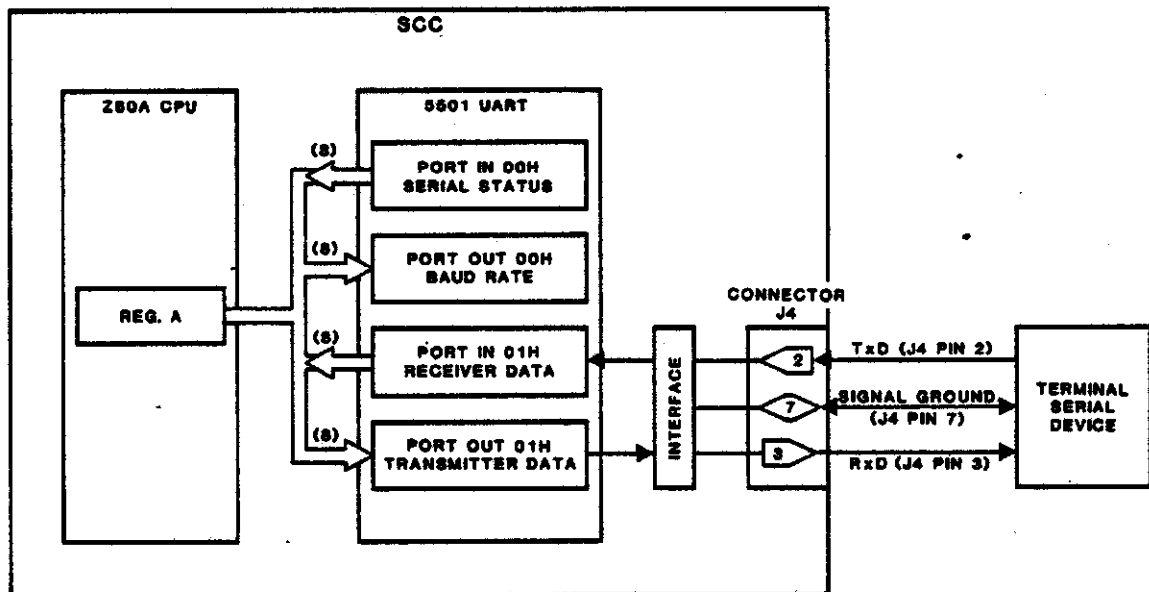 SCC
Z80A CPU
5501 UART
(8)
PORT IN 00H
SERIAL STATUS
(8)
PORT OUT 00H
BAUD RATE
REG. A
(8)
PORT IN 01H
RECEIVER DATA
(8)
PORT OUT 01H
TRANSMITTER DATA
INTERFACE
CONNECTOR
J4
2
7
3
TxD (J4 PIN 2)
SIGNAL GROUND
(J4 PIN 7)
RxD (J4 PIN 3)
TERMINAL
SERIAL
DEVICE